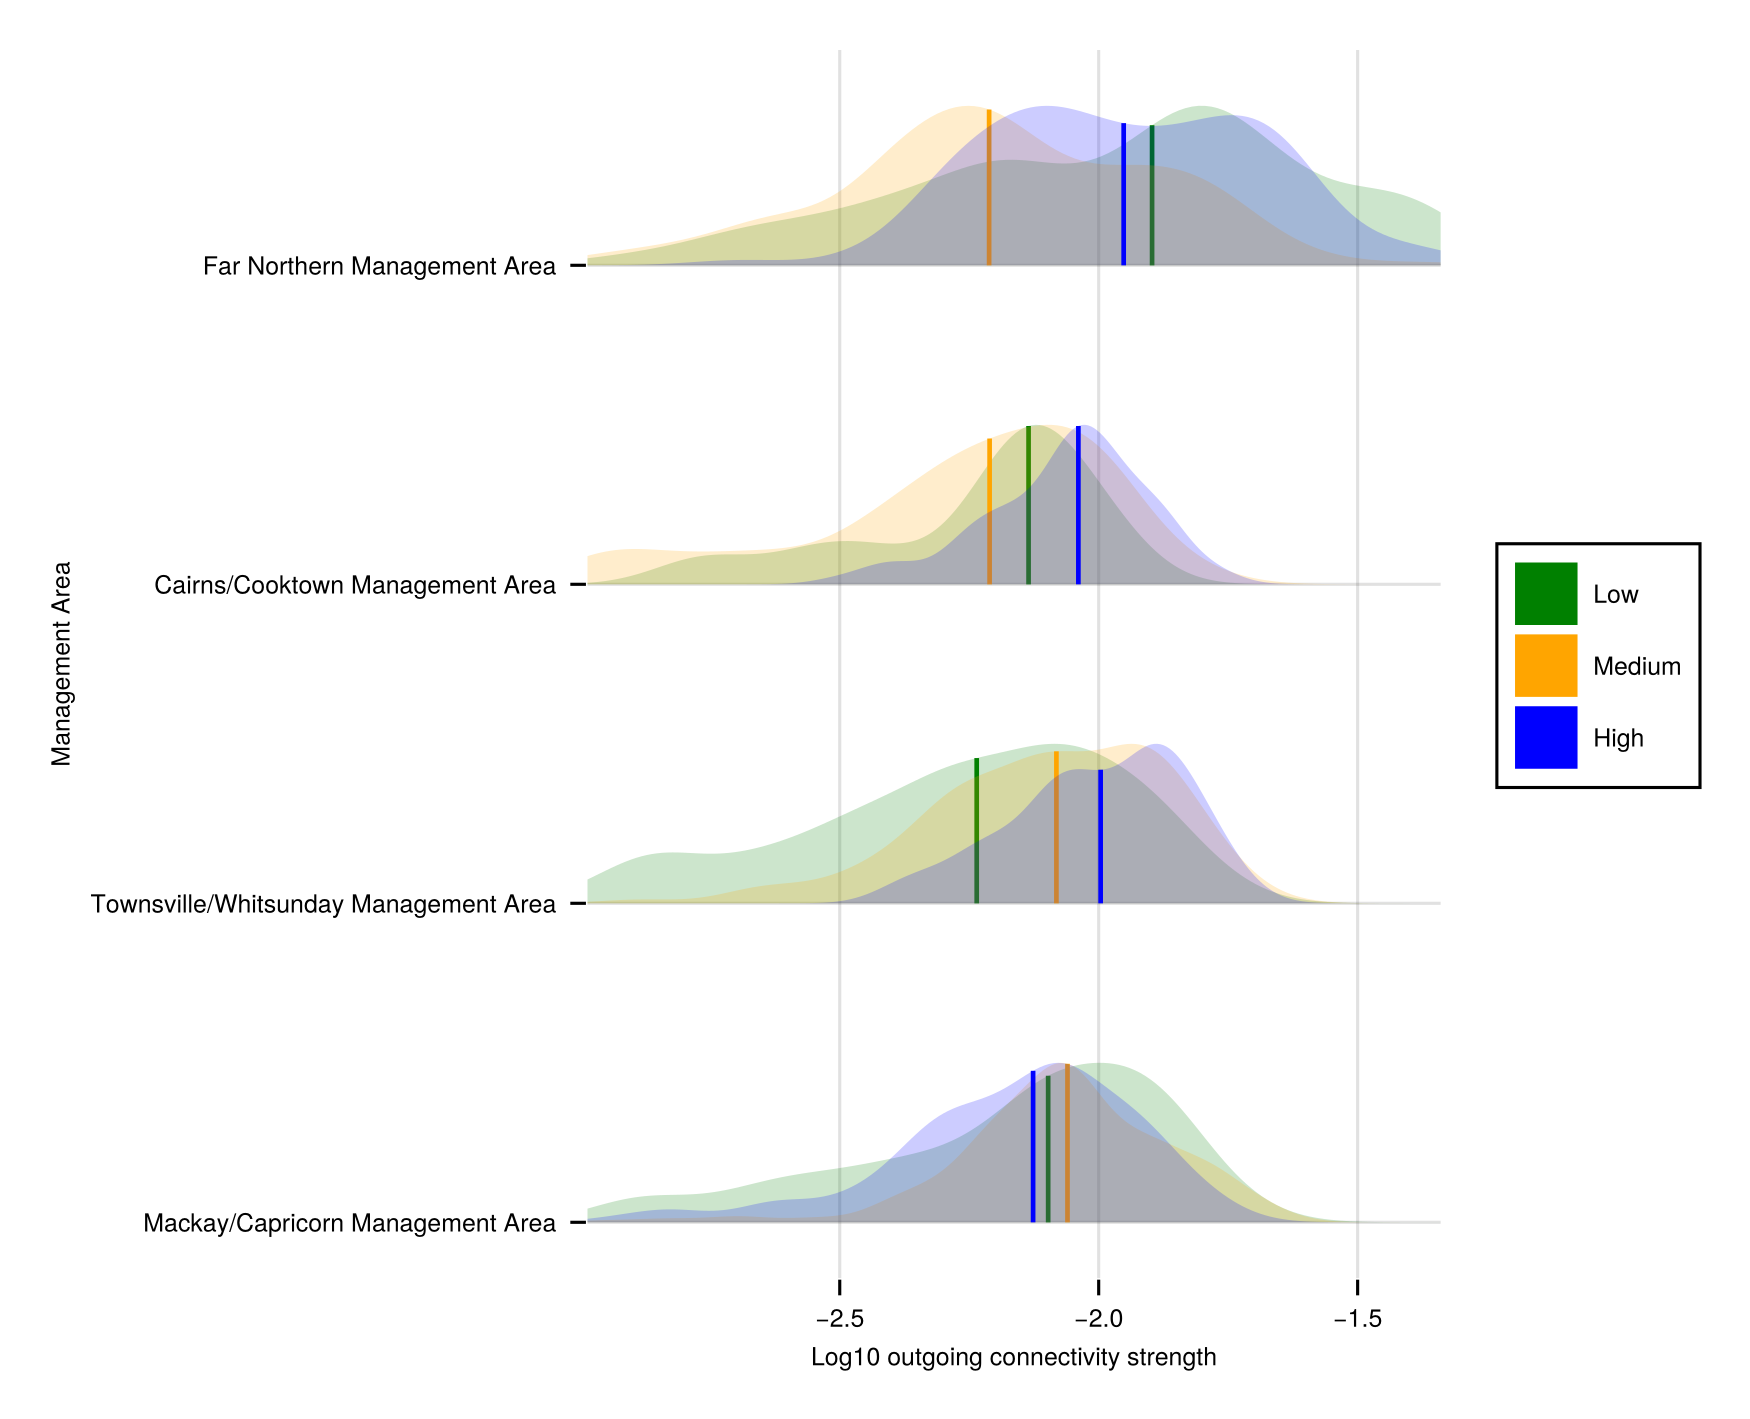 Far Northern Management Area
Cairns/Cooktown Management Area
Townsville/Whitsunday Management Area
Mackay/Capricorn Management Area
Management Area
−2.5
−2.0
−1.5
Log10 outgoing connectivity strength
Low
Medium
High